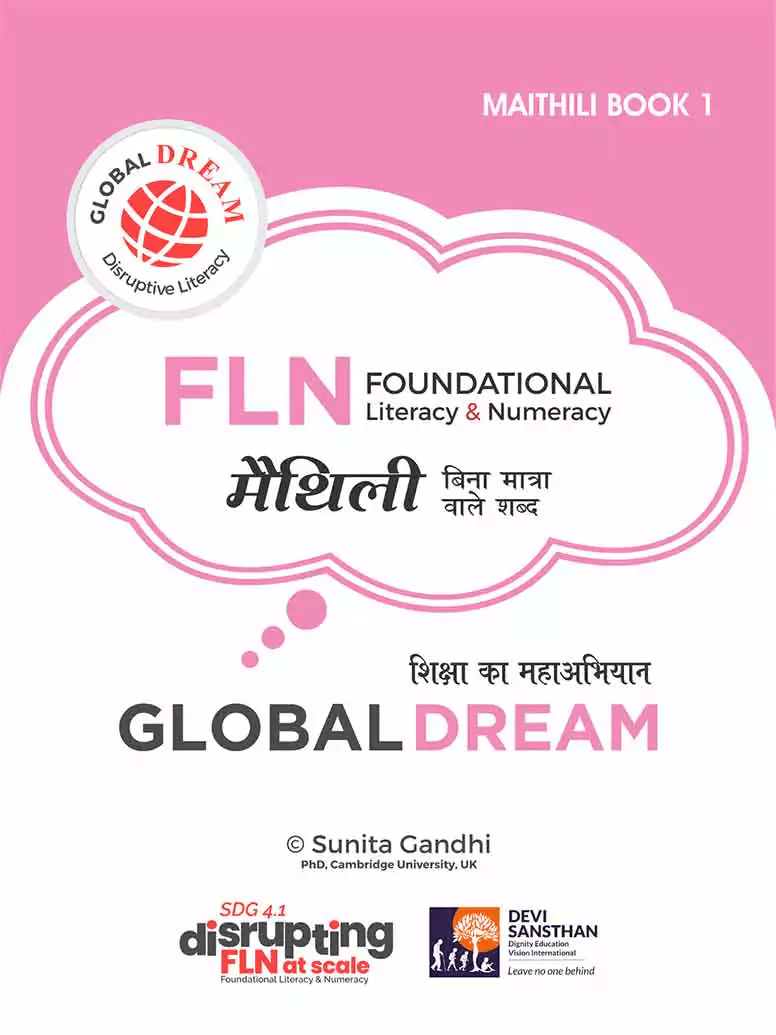 MAITHILI BOOK 1
GLOBAL DREAM
Disruptive Literacy
FLN FOUNDATIONAL
Literacy & Numeracy
मैथिली बिना मात्रा
वाले शब्द
शिक्षा का महाअभियान
GLOBAL DREAM
© Sunita Gandhi
PhD, Cambridge University, UK
SDG 4.1
disrupting
FLN at scale
Foundational Literacy & Numeracy
DEVI
SANSTHAN
Dignity Education
Vision International
Leave no one behind